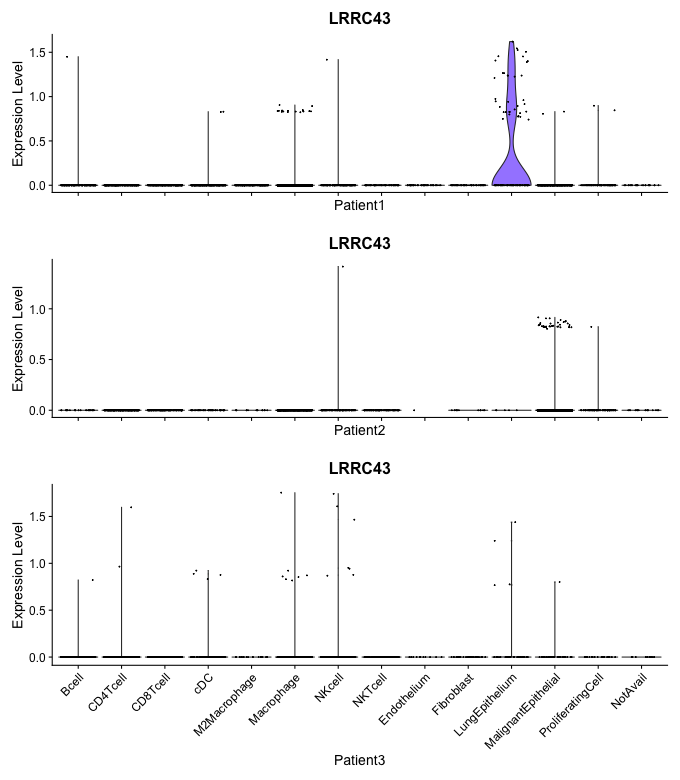 LRRC43
Expression Level
1.5
1.0
0.5
0.0
Patient1
LRRC43
Expression Level
1.0
0.5
0.0
Patient2
LRRC43
Expression Level
1.5
1.0
0.5
0.0
Bcell
CD4Tcell
CD8Tcell
cDC
M2Macrophage
Macrophage
NKcell
NKTcell
Endothelium
Fibroblast
LungEpithelium
MalignantEpithelial
ProliferatingCell
NotAvail
Patient3